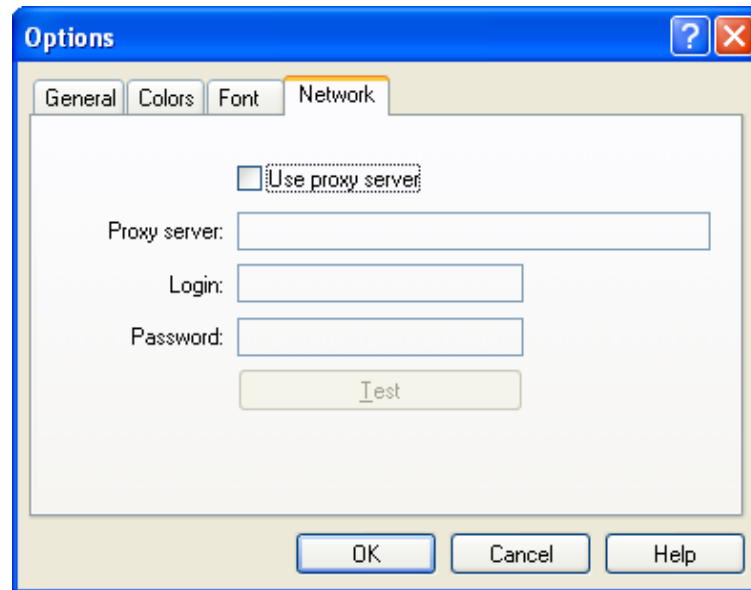 Options
General Colors Font Network
Use proxy server
Proxy server:
Login:
Password:
Test
OK Cancel Help